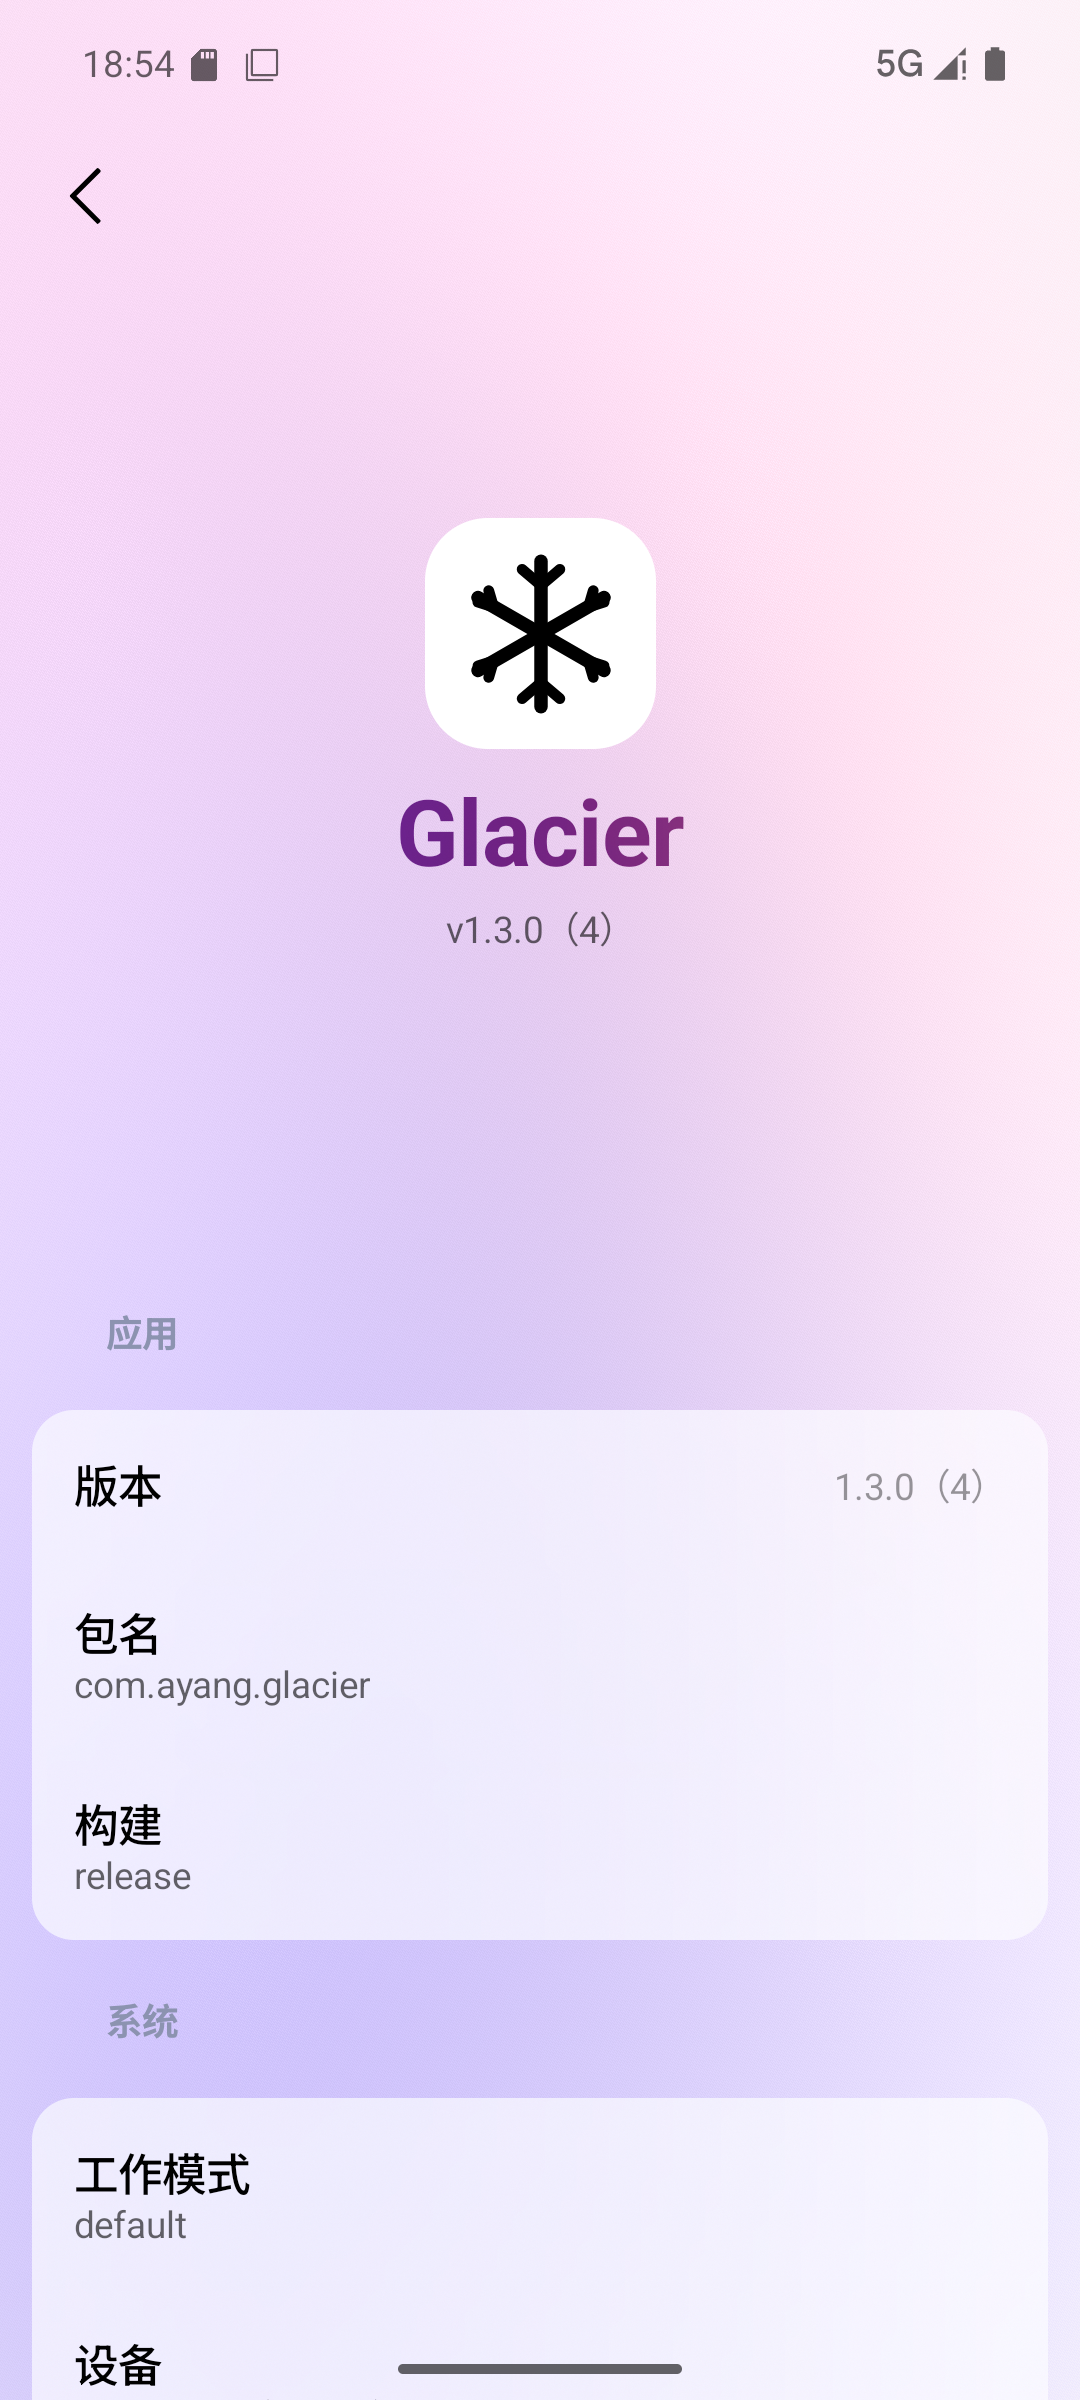 18:54
5G
Glacier
v1.3.0（4）
应用
版本
1.3.0（4）
包名
com.ayang.glacier
构建
release
系统
工作模式
default
设备